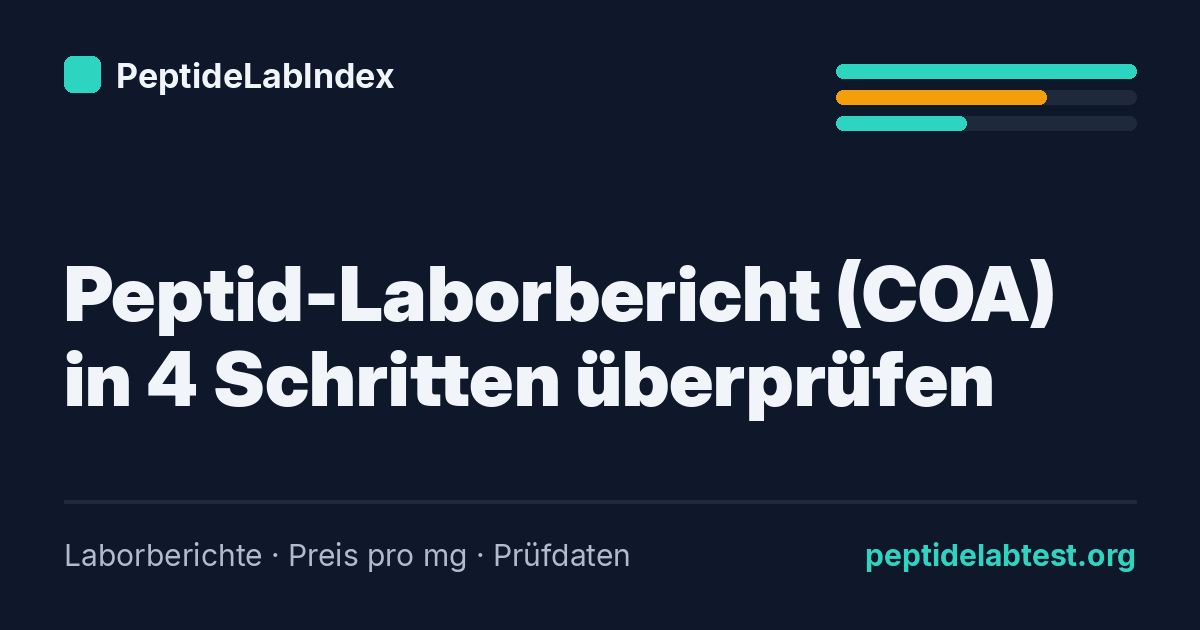 PeptideLabIndex
Peptid-Laborbericht (COA)
in 4 Schritten überprüfen
Laborberichte · Preis pro mg · Prüfdaten
peptidelabtest.org